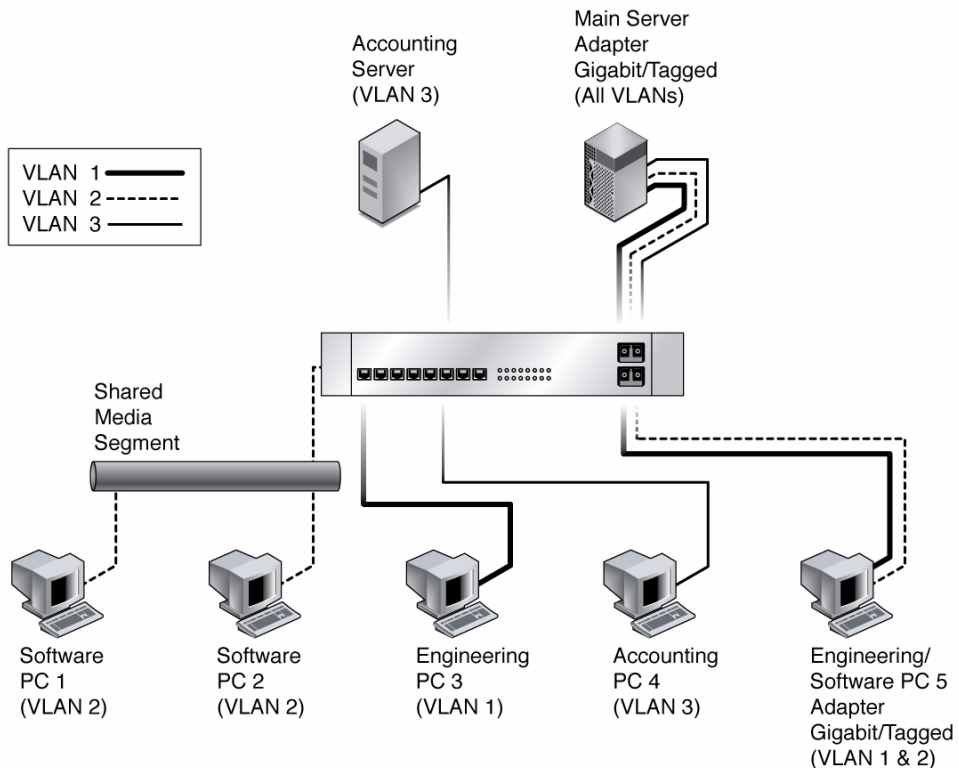 Accounting
Server
(VLAN 3)
Main Server
Adapter
Gigabit/Tagged
(All VLANs)
VLAN 1
VLAN 2
VLAN 3
Shared
Media
Segment
Software
PC 1
(VLAN 2)
Software
PC 2
(VLAN 2)
Engineering
PC 3
(VLAN 1)
Accounting
PC 4
(VLAN 3)
Engineering/
Software PC 5
Adapter
Gigabit/Tagged
(VLAN 1 & 2)